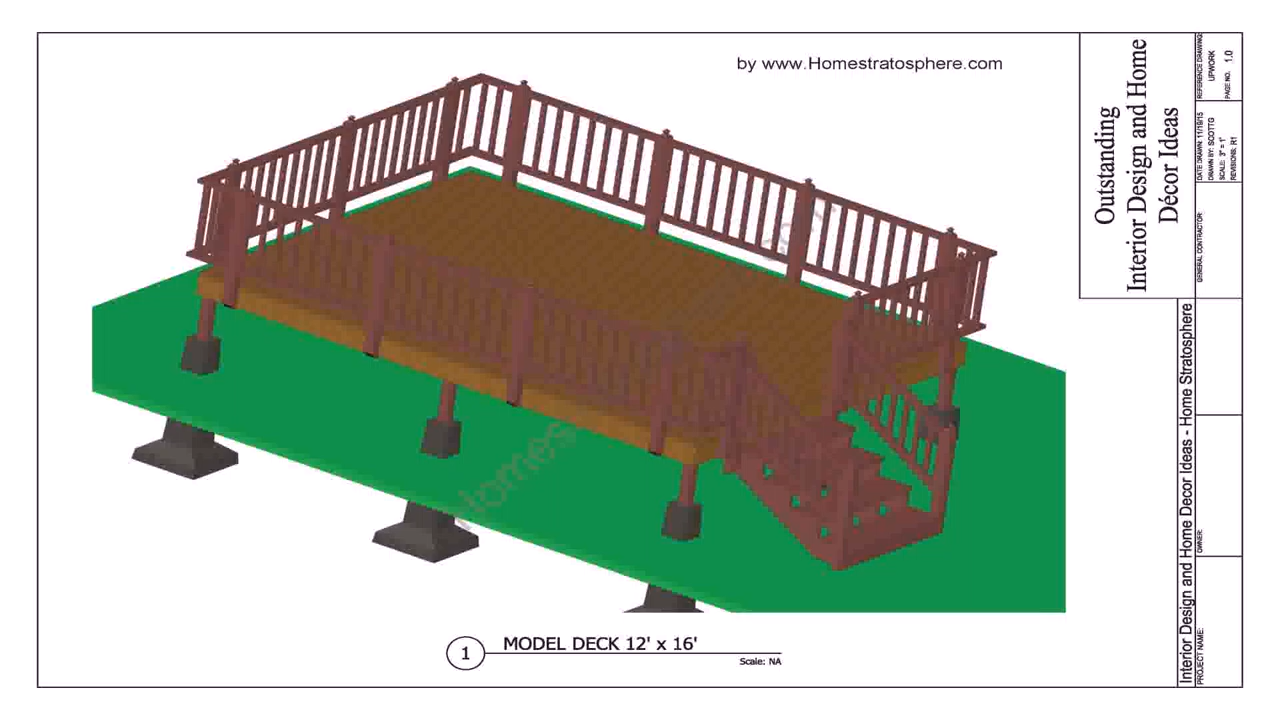 by www.Homestratosphere.com
Outstanding
Interior Design and Home
Décor Ideas
REFERENCE DRAWING:
UPWORK
PAGE NO. 1.0
DATE DRAWN: 11/19/15
DRAWN BY: SCOTTG
SCALE: 3" = 1'
REVISIONS: R1
GENERAL CONTRACTOR:
OWNER:
Interior Design and Home Decor Ideas - Home Stratosphere
PROJECT NAME:
Homes
1
MODEL DECK 12' x 16'
Scale: NA